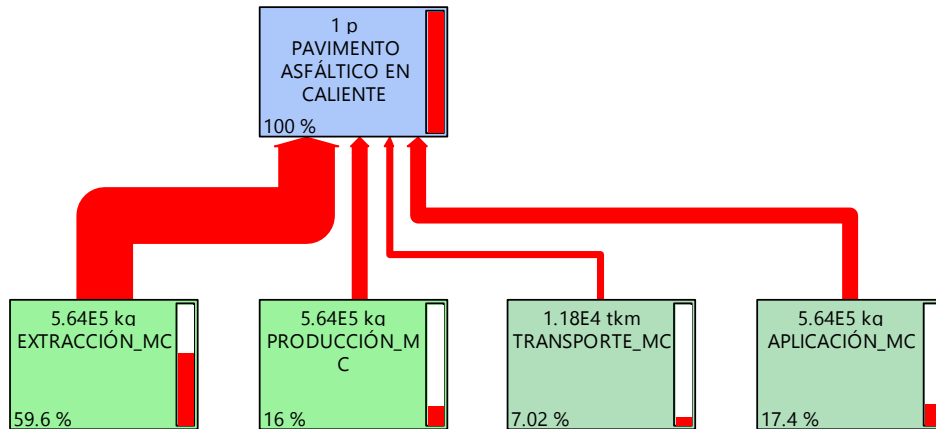 1 p
PAVIMENTO
ASFÁLTICO EN
CALIENTE
100 %
5.64E5 kg
EXTRACCIÓN_MC
59.6 %
5.64E5 kg
PRODUCCIÓN_M
C
16 %
1.18E4 tkm
TRANSPORTE_MC
7.02 %
5.64E5 kg
APLICACIÓN_MC
17.4 %